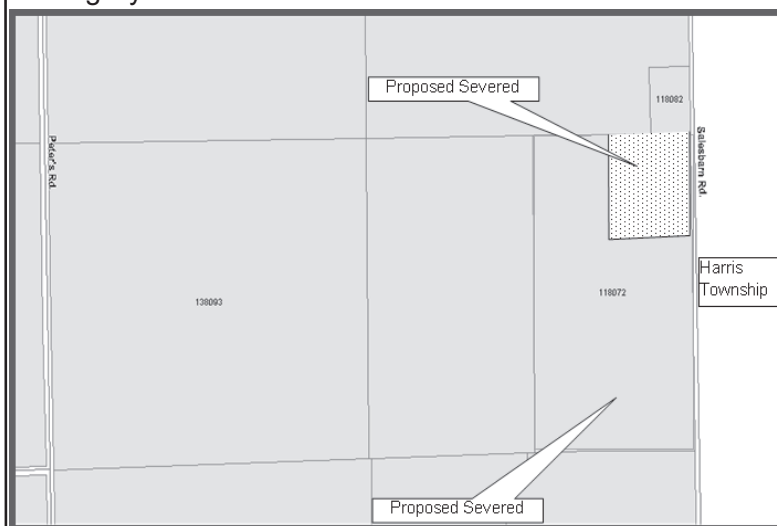 Proposed Severed
118082
Peter's Rd.
Salesbarn Rd.
Harris
Township
118072
138093
Proposed Severed